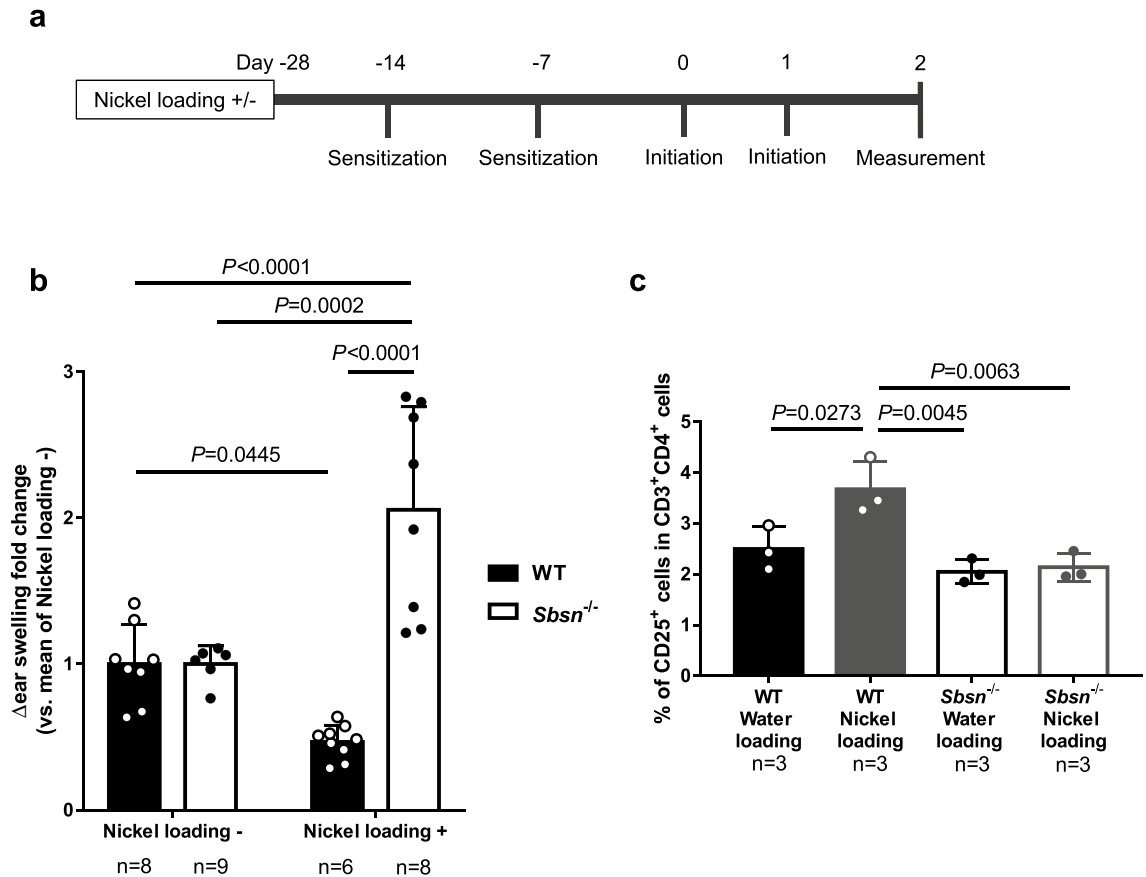 a
Day -28 -14 -7 0 1 2
Nickel loading +/-
Sensitization Sensitization Initiation Initiation Measurement
b
P<0.0001
P=0.0002
P<0.0001
P=0.0445
Δear swelling fold change
(vs. mean of Nickel loading -)
3
2
1
0
WT
Sbsn-/-
Nickel loading - Nickel loading +
n=8 n=9 n=6 n=8
c
P=0.0063
P=0.0273 P=0.0045
% of CD25+ cells in CD3+CD4+ cells
5
4
3
2
1
0
WT WT Sbsn-/- Sbsn-/-
Water Nickel Water Nickel
loading loading loading loading
n=3 n=3 n=3 n=3